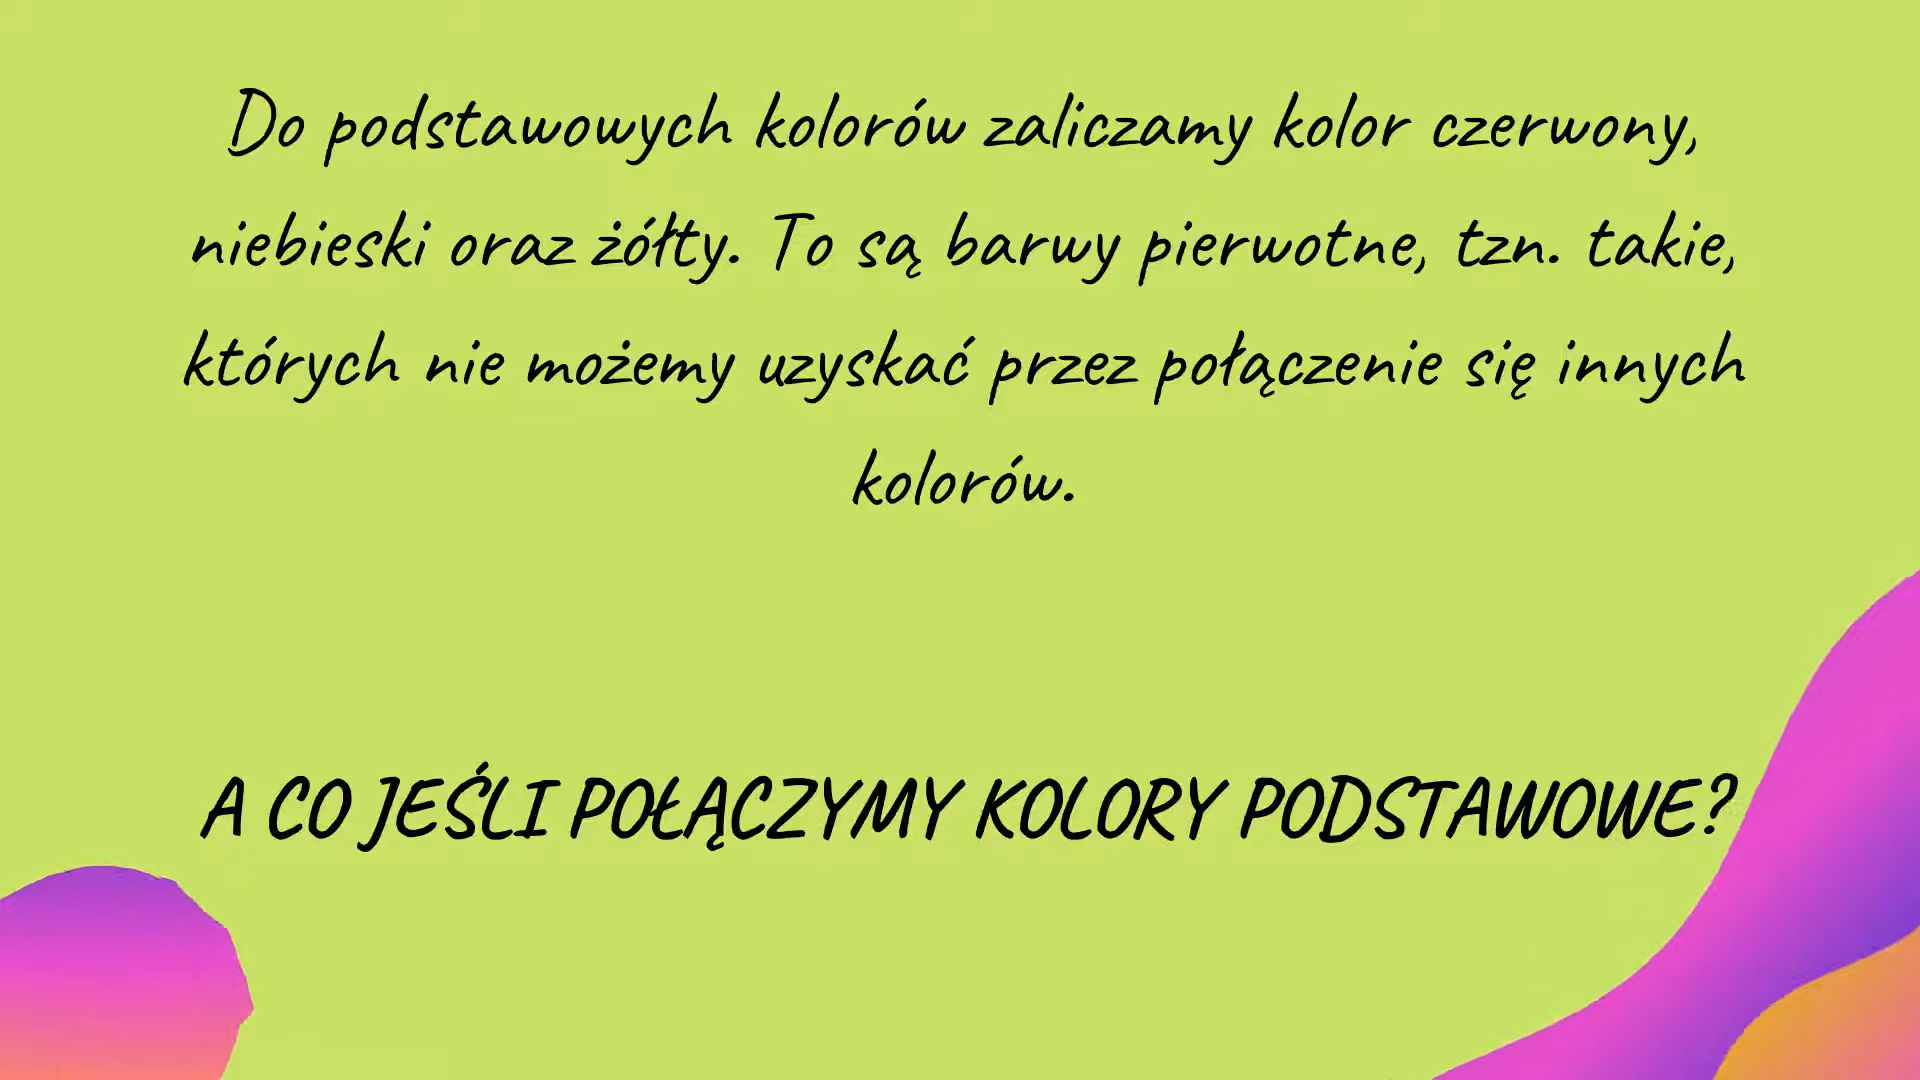 Do podstawowych kolorów zaliczamy kolor czerwony,
niebieski oraz żółty. To są barwy pierwotne, tzn. takie,
których nie możemy uzyskać przez połączenie się innych
kolorów.
A CO JEŚLI POŁĄCZYMY KOLORY PODSTAWOWE?